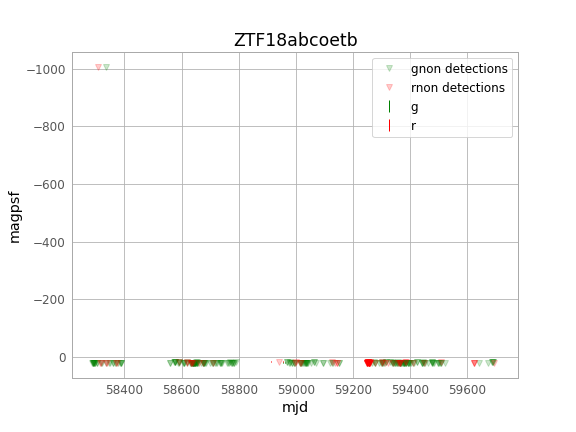 ZTF18abcoetb
−1000
−800
−600
−400
−200
0
magpsf
gnon detections
rnon detections
g
r
58400 58600 58800 59000 59200 59400 59600
mjd